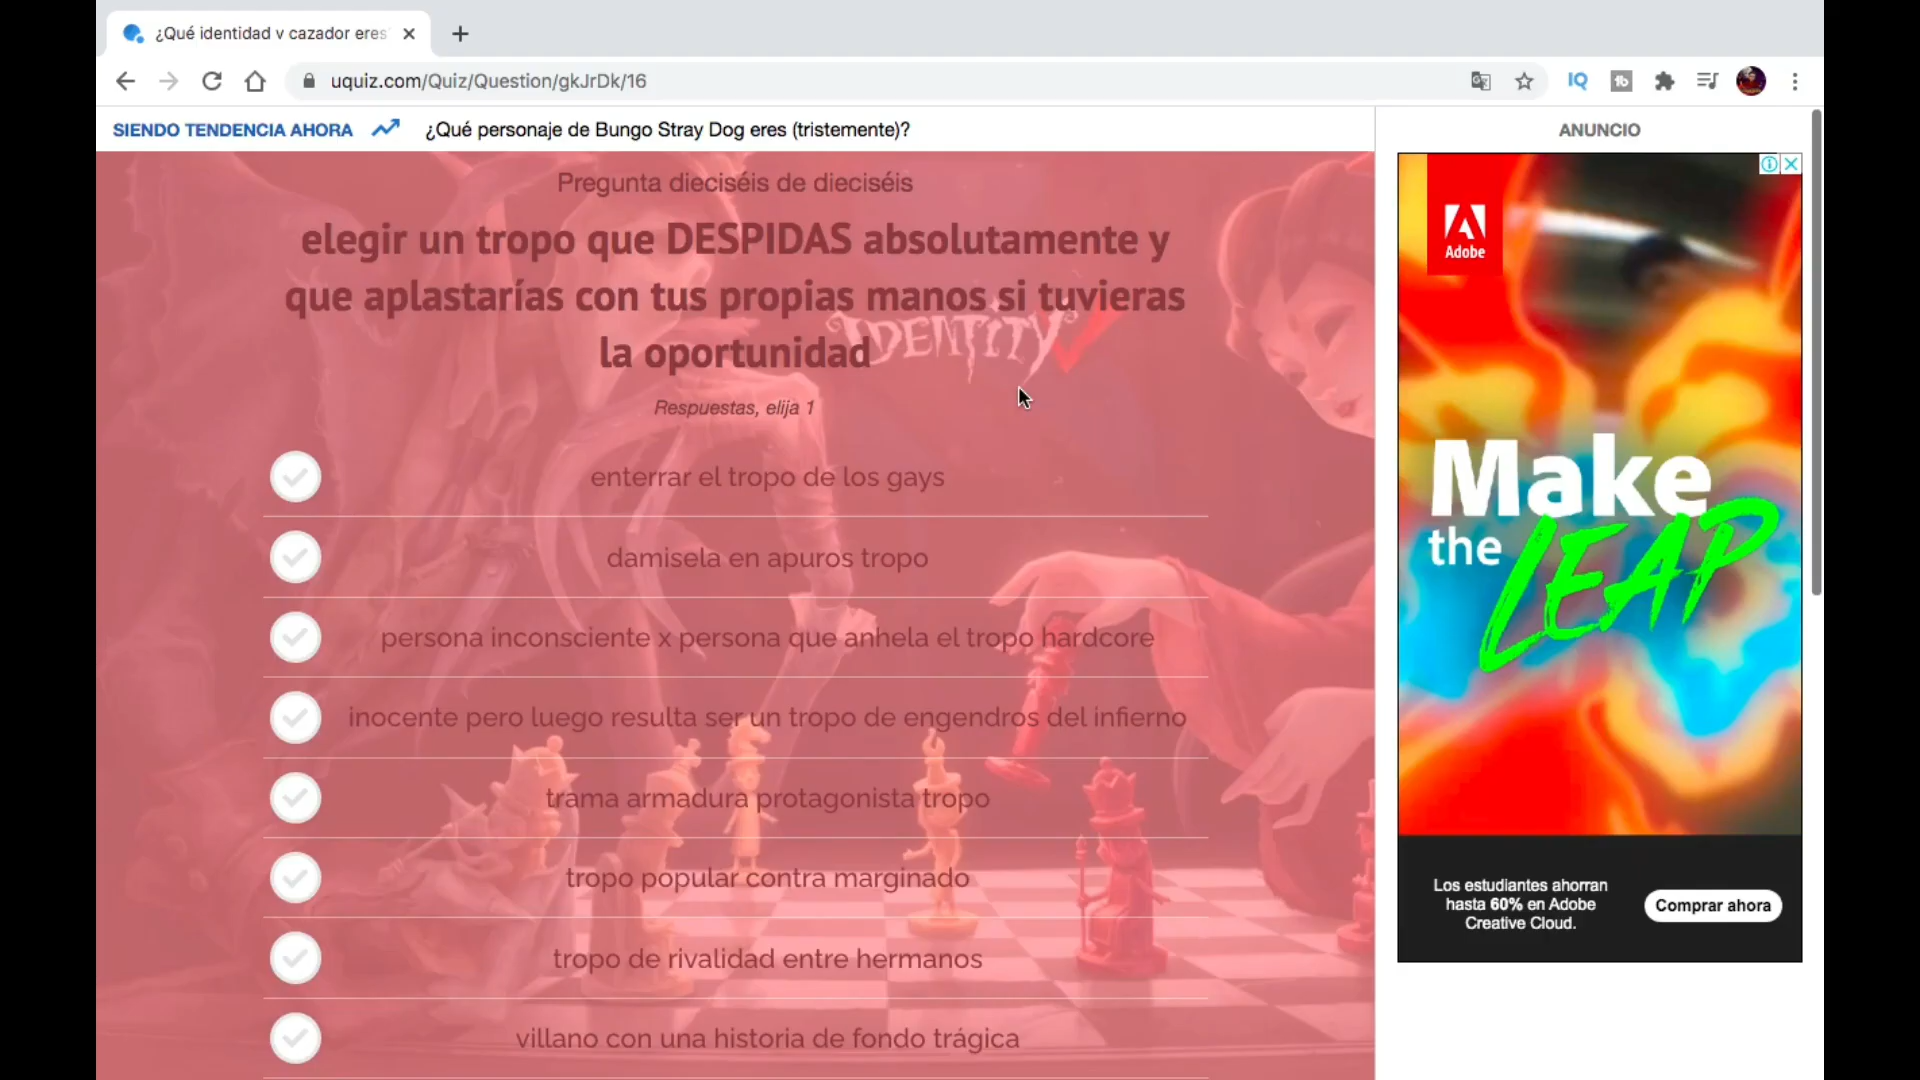 ¿Qué identidad v cazador eres
uquiz.com/Quiz/Question/gkJrDk/16
IQ
tb
SIENDO TENDENCIA AHORA
¿Qué personaje de Bungo Stray Dog eres (tristemente)?
ANUNCIO
Pregunta dieciséis de dieciséis
elegir un tropo que DESPIDAS absolutamente y
que aplastarías con tus propias manos si tuvieras
la oportunidad
IDENTITY V
Respuestas, elija 1
enterrar el tropo de los gays
damisela en apuros tropo
persona inconsciente x persona que anhela el tropo hardcore
inocente pero luego resulta ser un tropo de engendros del infierno
trama armadura protagonista tropo
tropo popular contra marginado
tropo de rivalidad entre hermanos
villano con una historia de fondo trágica
Adobe
Make
the LEAP
Los estudiantes ahorran
hasta 60% en Adobe
Creative Cloud.
Comprar ahora